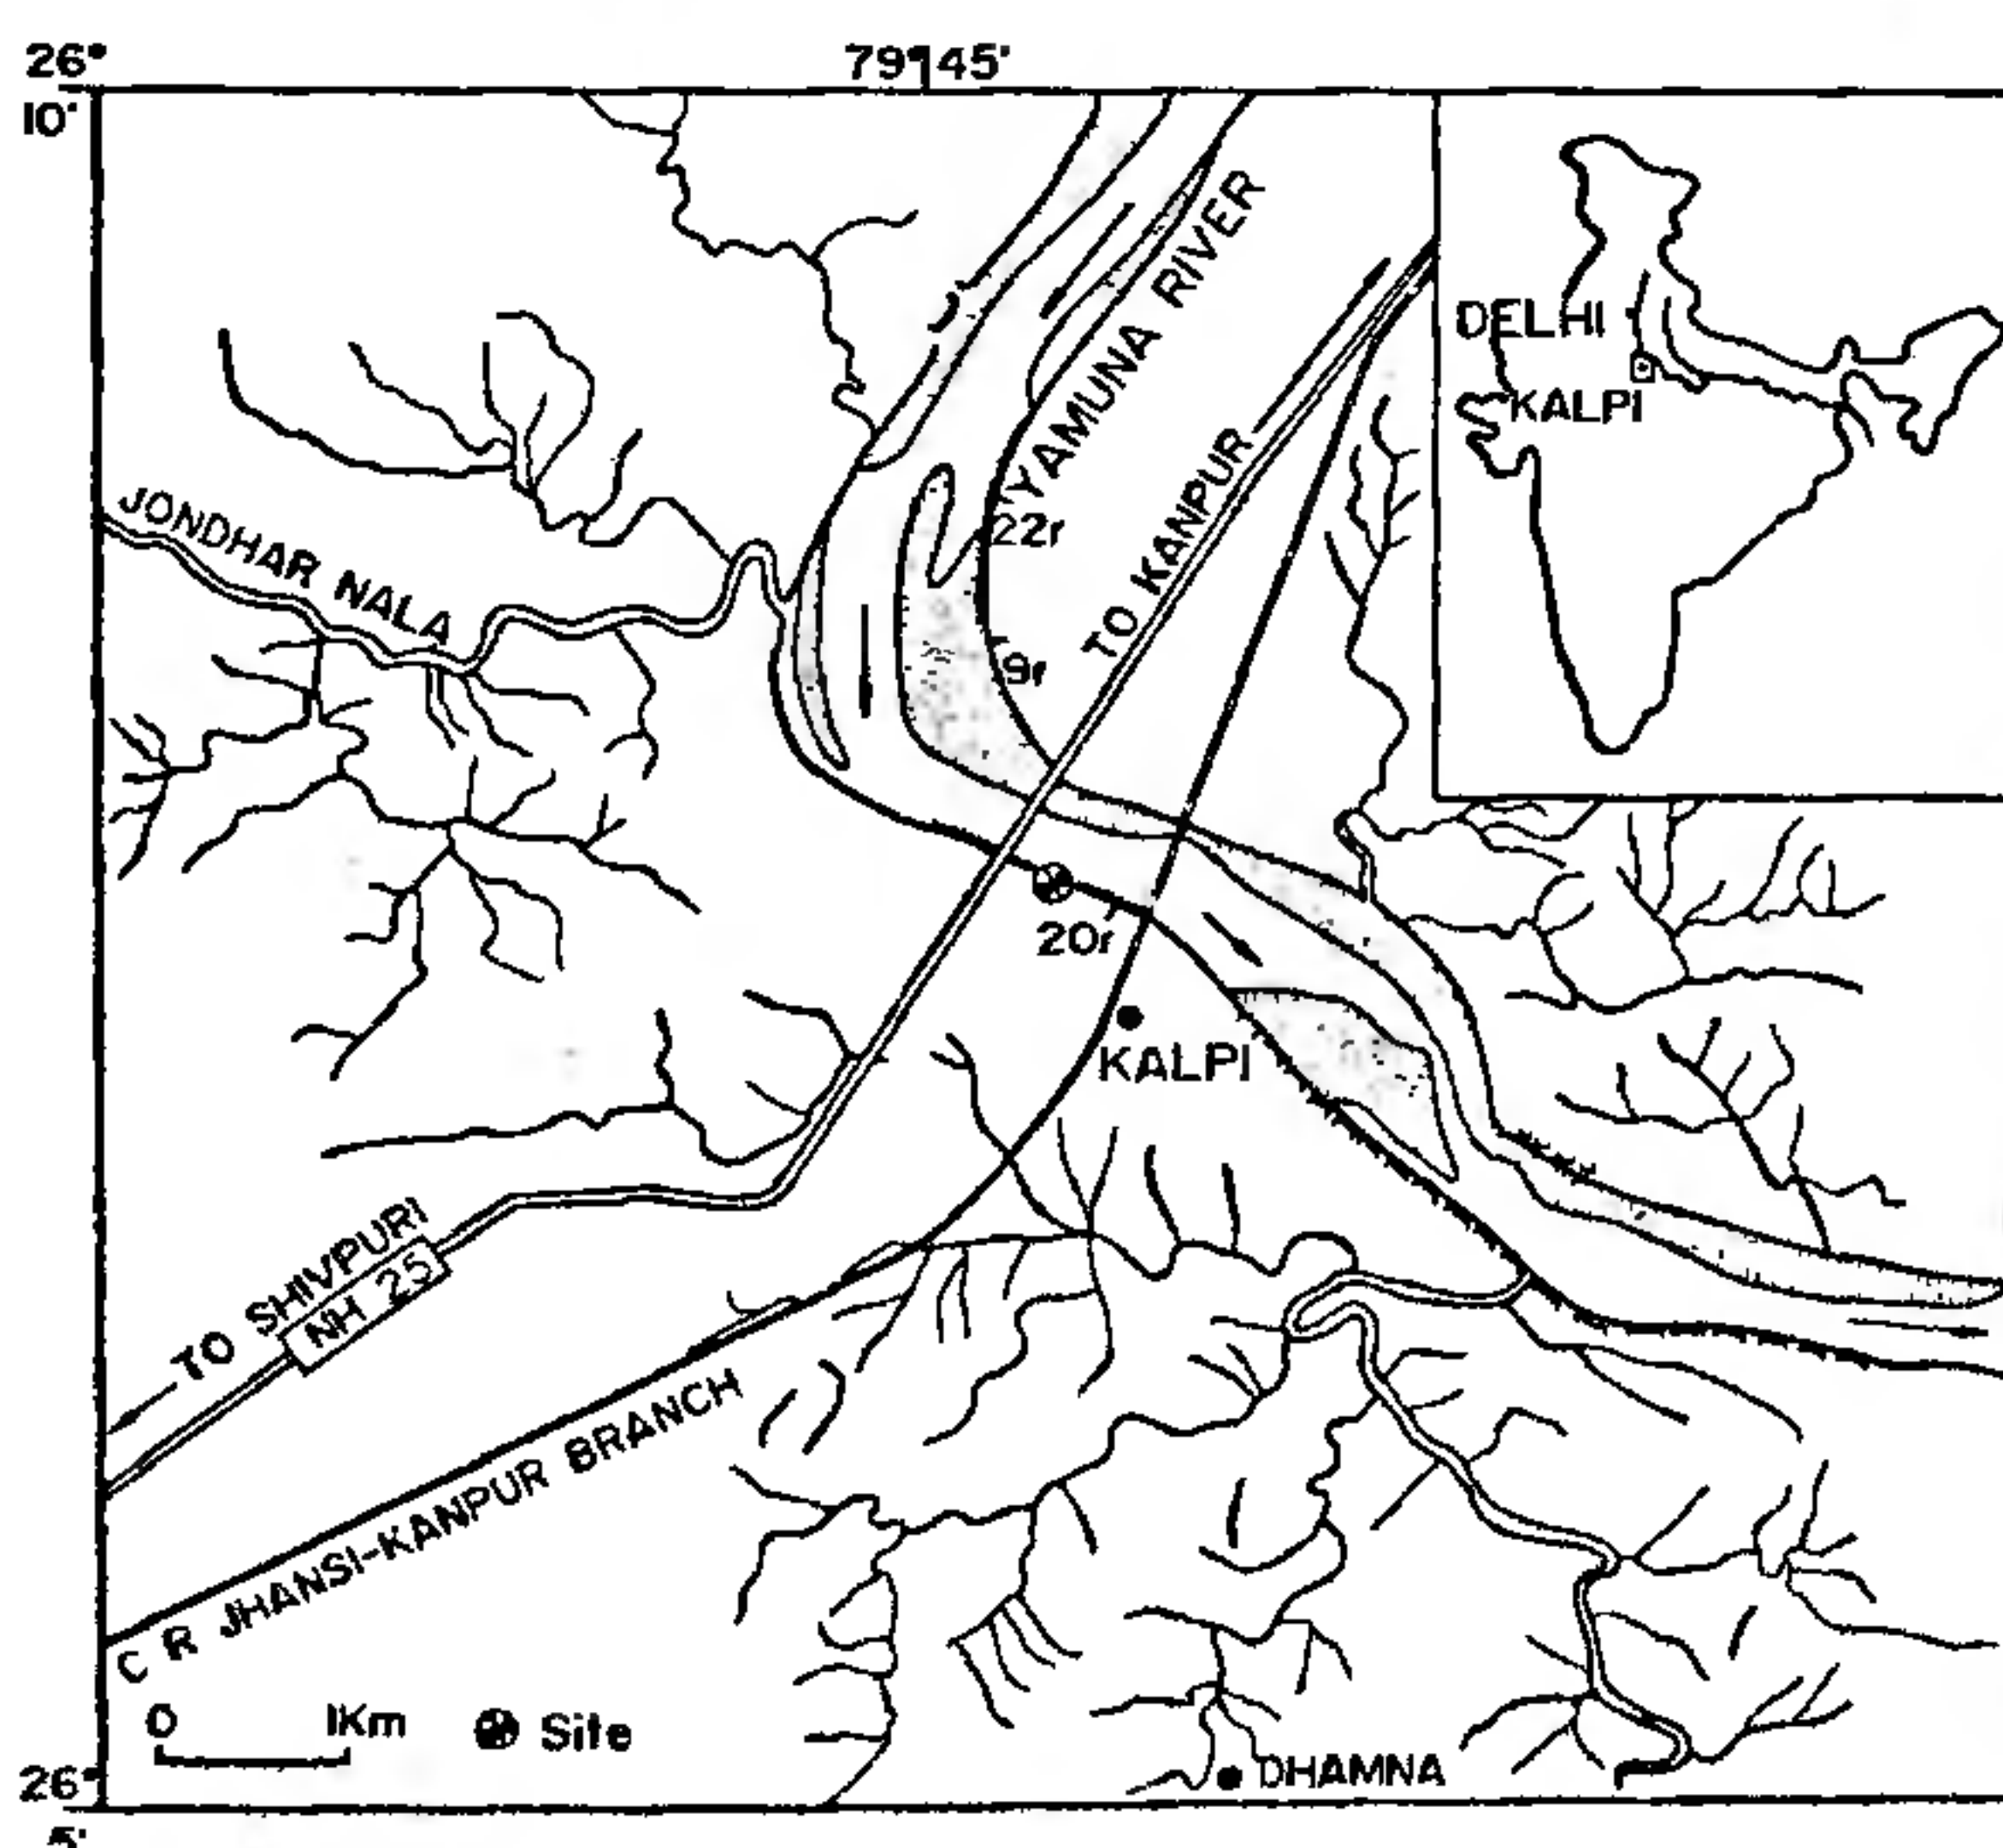 79°45'
26°
10'
YAMUNA RIVER
DELHI
KALPI
TO KANPUR
JONDHAR NALA
22r
19r
20r
KALPI
TO SHIVPURI
NH 25
C R JHANSI-KANPUR BRANCH
0 1Km Site
DHAMNA
26°
5'